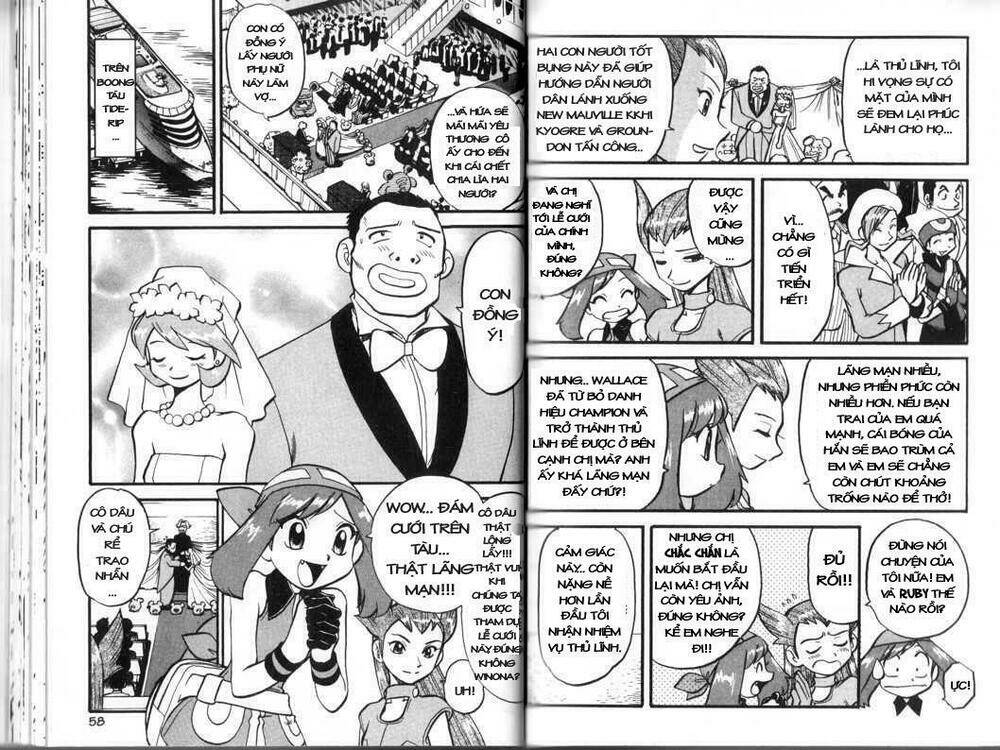 TRÊN
BOONG
TÀU
TIDE-
RIP
...
CON CÓ
ĐỒNG Ý
LẤY NGƯỜI
PHỤ NỮ
NÀY LÀM
VỢ...
...VÀ HỨA SẼ
MÃI MÃI YÊU
THƯƠNG CÔ
ẤY CHO ĐẾN
KHI CÁI CHẾT
CHIA LÌA HAI
NGƯỜI?
CON
ĐỒNG
Ý!
CÔ DÂU
VÀ CHÚ
RỂ
TRAO
NHẪN
...
WOW... ĐÁM
CƯỚI TRÊN
TÀU...
THẬT LÃNG
MẠN!!!
CÔ DÂU
THẬT
LỘNG
LẪY!!!
THẬT VUI
KHI
CHÚNG TA
ĐƯỢC
THAM DỰ
LỄ CƯỚI
NÀY ĐÚNG
KHÔNG
WINONA?
UH!
58
HAI CON NGƯỜI TỐT
BỤNG NÀY ĐÃ GIÚP
HƯỚNG DẪN NGƯỜI
DÂN LÁNH XUỐNG
NEW MAUVILLE KKHI
KYOGRE VÀ GROUN-
DON TẤN CÔNG...
...LÀ THỦ LĨNH, TÔI
HI VỌNG SỰ CÓ
MẶT CỦA MÌNH
SẼ ĐEM LẠI PHÚC
LÀNH CHO HỌ...
VÀ CHỊ
ĐANG NGHĨ
TỚI LỄ CƯỚI
CỦA CHÍNH
MÌNH,
ĐÚNG
KHÔNG?
ĐƯỢC
VẬY
CŨNG
MỪNG
...
VÌ...
CHẲNG
CÓ GÌ
TIẾN
TRIỂN
HẾT!
NHƯNG... WALLACE
ĐÃ TỪ BỎ DANH
HIỆU CHAMPION VÀ
TRỞ THÀNH THỦ
LĨNH ĐỂ ĐƯỢC Ở BÊN
CẠNH CHỊ MÀ? ANH
ẤY KHÁ LÃNG MẠN
ĐẤY CHỨ?!
LÃNG MẠN NHIỀU,
NHƯNG PHIỀN PHỨC CÒN
NHIỀU HƠN. NẾU BẠN
TRAI CỦA EM QUÁ
MẠNH, CÁI BÓNG CỦA
HẮN SẼ BAO TRÙM CẢ
EM VÀ EM SẼ CHẲNG
CÒN CHÚT KHOẢNG
TRỐNG NÀO ĐỂ THỞ!
CẢM GIÁC
NÀY... CÒN
NẶNG NỀ
HƠN LẦN
ĐẦU TÔI
NHẬN NHIỆM
VỤ THỦ LĨNH.
NHƯNG CHỊ
CHẮC CHẮN LÀ
MUỐN BẮT ĐẦU
LẠI MÀ! CHỊ VẪN
CÒN YÊU ẢNH,
ĐÚNG KHÔNG?
KỂ EM NGHE
ĐI!!
ĐỦ
RỒI!!
ĐỪNG NÓI
CHUYỆN CỦA
TÔI NỮA! EM
VÀ RUBY THẾ
NÀO RỒI?
ỰC!